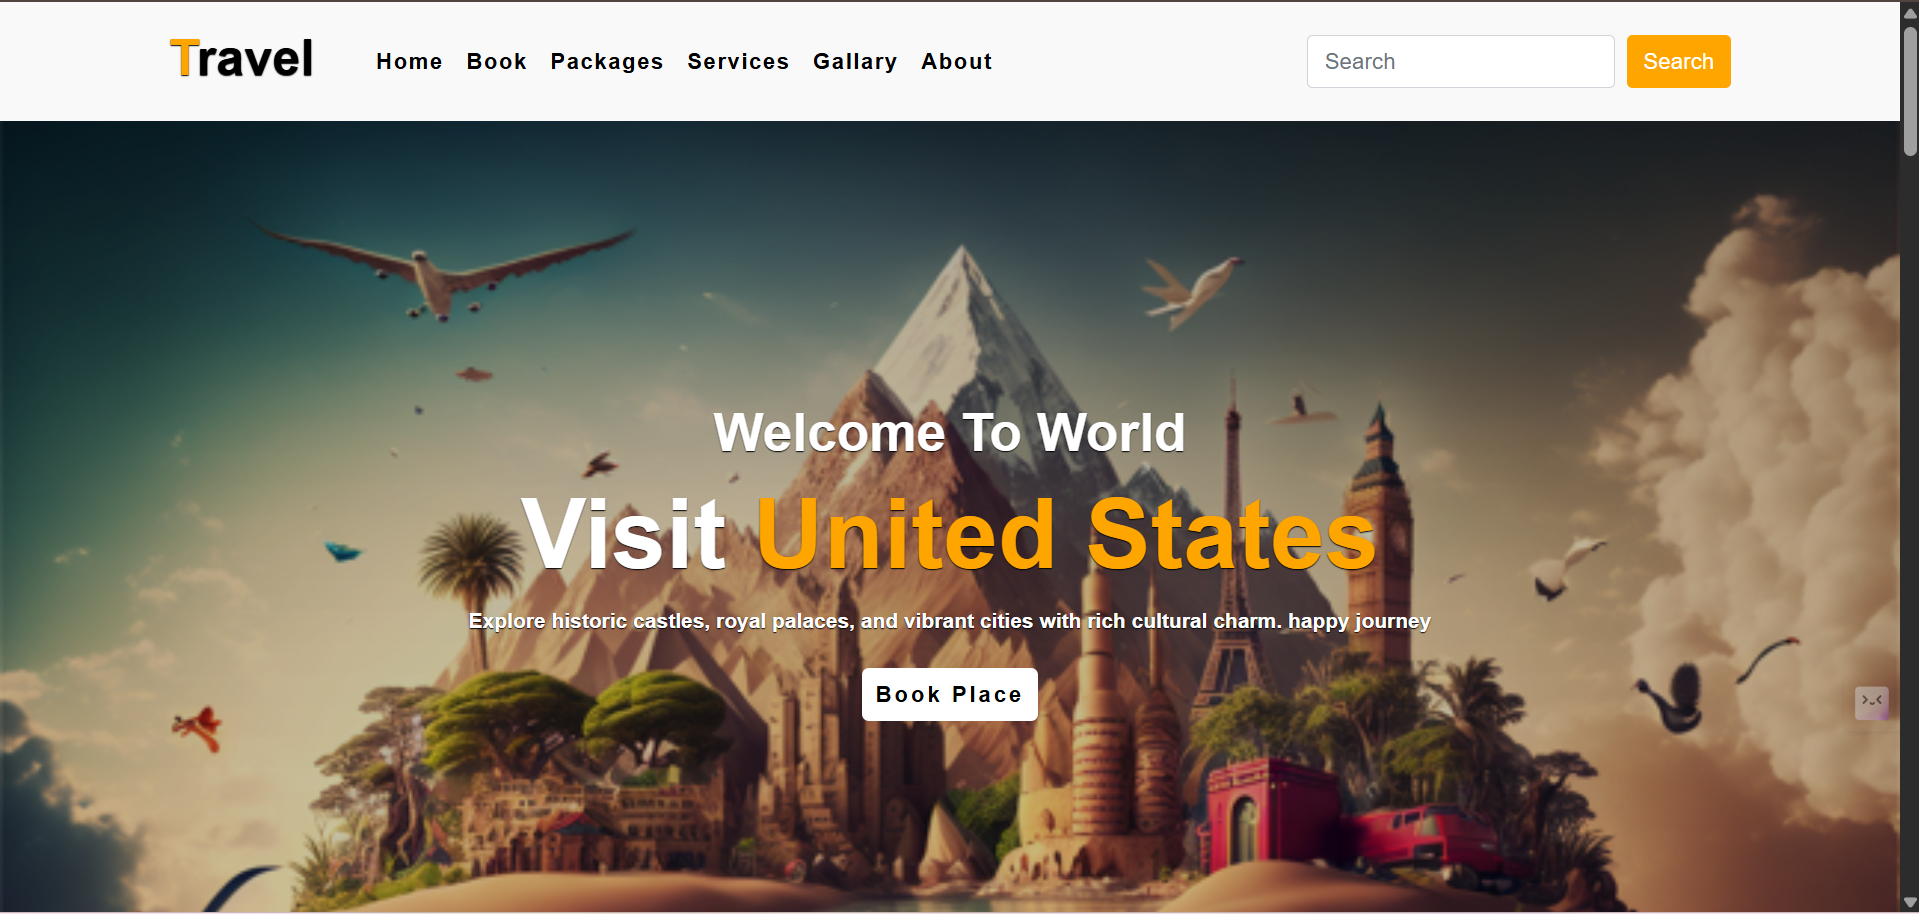 Travel Home Book Packages Services Gallary About Search Search
Welcome To World
Visit United States
Explore historic castles, royal palaces, and vibrant cities with rich cultural charm. happy journey
Book Place